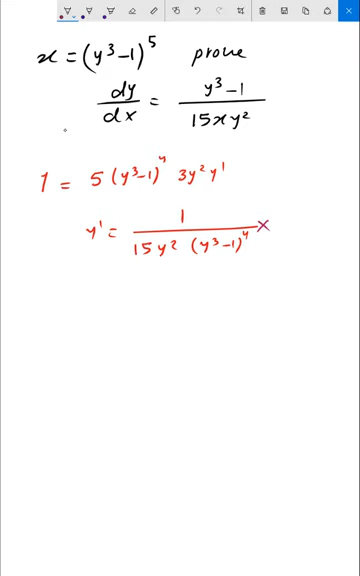 x = (y³-1)⁵ prove
dy/dx = y³-1 / 15xy²
1 = 5(y³-1)⁴ 3y² y'
y' = 1 / 15y² (y³-1)⁴ ×